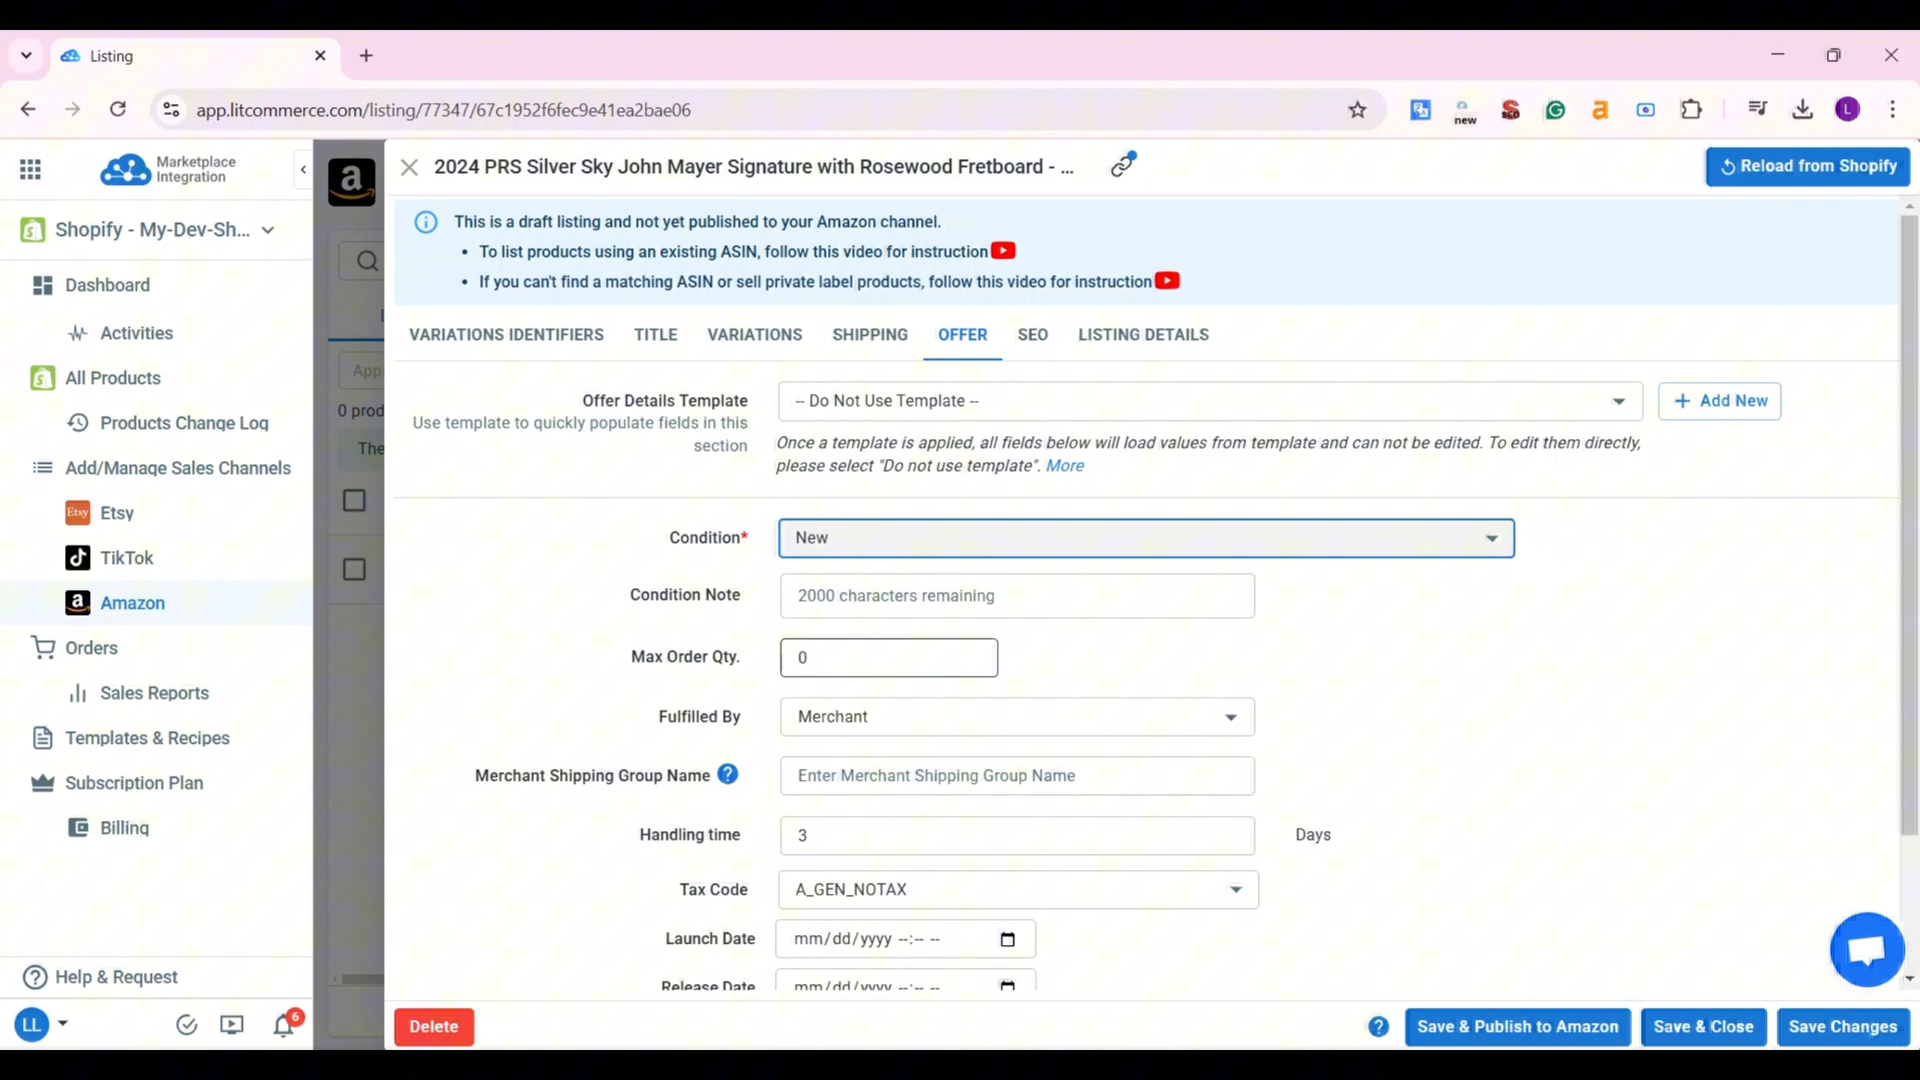 Listing
app.litcommerce.com/listing/77347/67c1952f6fec9e41ea2bae06
new
L
Marketplace
Integration
Shopify - My-Dev-Sh...
Dashboard
Activities
All Products
Products Change Log
Add/Manage Sales Channels
Etsy
Etsy
TikTok
Amazon
Orders
Sales Reports
Templates & Recipes
Subscription Plan
Billing
Help & Request
LL
6
App
0 prod
The
2024 PRS Silver Sky John Mayer Signature with Rosewood Fretboard - ...
Reload from Shopify
This is a draft listing and not yet published to your Amazon channel.
• To list products using an existing ASIN, follow this video for instruction
• If you can't find a matching ASIN or sell private label products, follow this video for instruction
VARIATIONS IDENTIFIERS TITLE VARIATIONS SHIPPING OFFER SEO LISTING DETAILS
Offer Details Template
Use template to quickly populate fields in this
section
-- Do Not Use Template --
+ Add New
Once a template is applied, all fields below will load values from template and can not be edited. To edit them directly,
please select "Do not use template". More
Condition* New
Condition Note 2000 characters remaining
Max Order Qty. 0
Fulfilled By Merchant
Merchant Shipping Group Name ? Enter Merchant Shipping Group Name
Handling time 3 Days
Tax Code A_GEN_NOTAX
Launch Date mm/dd/yyyy --:-- --
Release Date mm/dd/yyyy --:-- --
Delete
? Save & Publish to Amazon Save & Close Save Changes